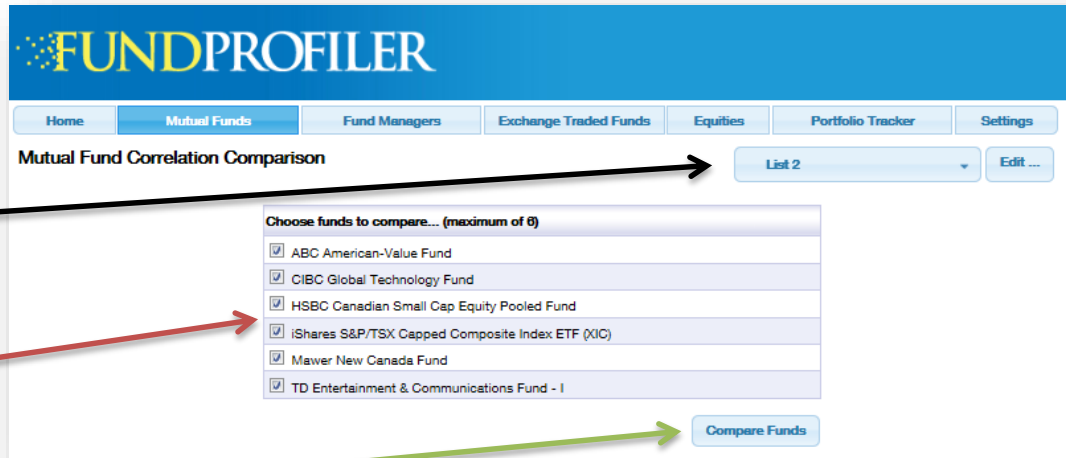 FUNDPROFILER
Home Mutual Funds Fund Managers Exchange Traded Funds Equities Portfolio Tracker Settings
Mutual Fund Correlation Comparison List 2 Edit ...
Choose funds to compare... (maximum of 6)
ABC American-Value Fund
CIBC Global Technology Fund
HSBC Canadian Small Cap Equity Pooled Fund
iShares S&P/TSX Capped Composite Index ETF (XIC)
Mawer New Canada Fund
TD Entertainment & Communications Fund - I
Compare Funds